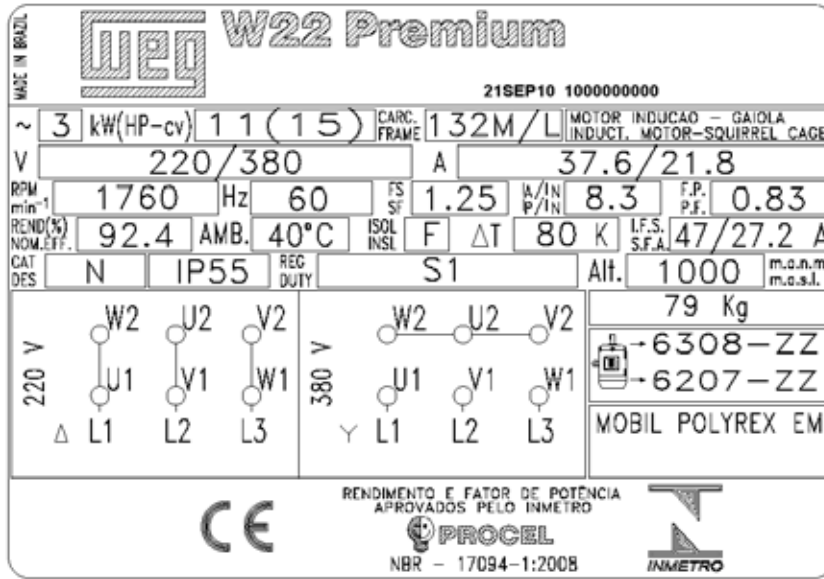 MADE IN BRAZIL
WEG
W22 Premium
21SEP10 1000000000
~ 3 kW(HP-cv) 11(15) CARC. FRAME 132M/L MOTOR INDUCAO - GAIOLA
INDUCT. MOTOR-SQUIRREL CAGE
V 220/380 A 37.6/21.8
RPM min-1 1760 Hz 60 FS SF 1.25 8.3 F.P. P.F. 0.83
REND(%) NOM.EFF. 92.4 AMB. 40°C ISOL INSL F ΔT 80 K I.F.S. S.F.A. 47/27.2 A
CAT DES N IP55 REG DUTY S1 Alt. 1000 m.a.n.m m.a.s.l.
79 Kg
220 V
W2 U2 V2
U1 V1 W1
Δ L1 L2 L3
380 V
W2 U2 V2
U1 V1 W1
Y L1 L2 L3
6308-ZZ
6207-ZZ
MOBIL POLYREX EM
CE
RENDIMENTO E FATOR DE POTÊNCIA
APROVADOS PELO INMETRO
PROCEL
NBR - 17094-1:2008
INMETRO